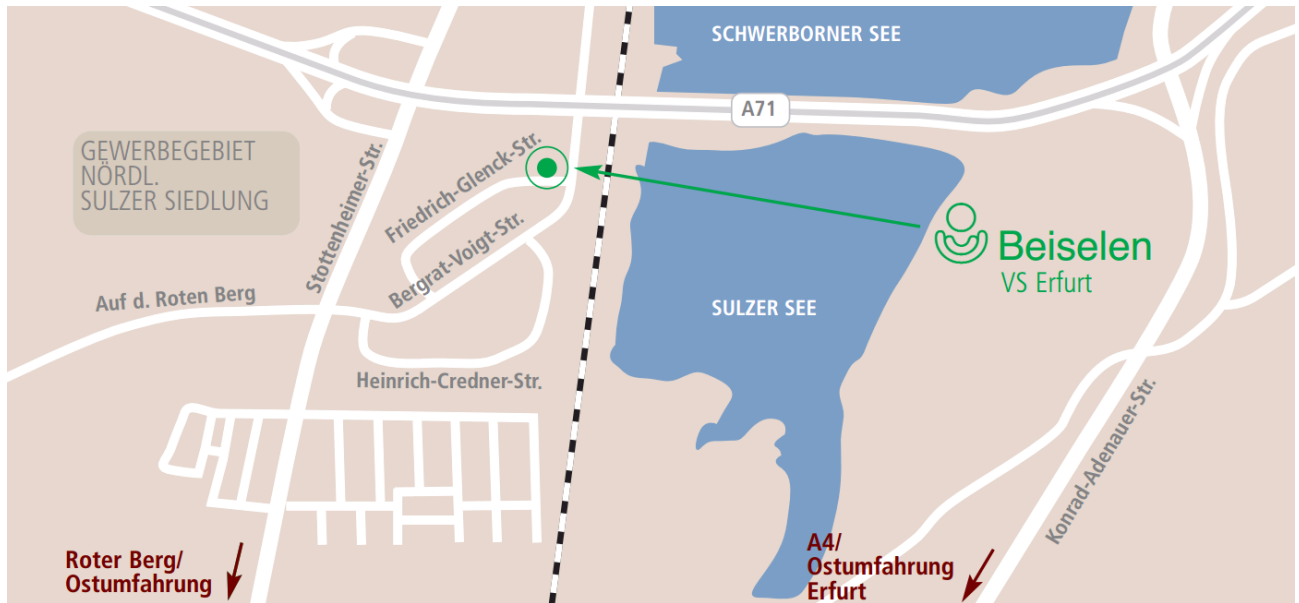 SCHWERBORNER SEE
A71
GEWERBEGEBIET
NÖRDL.
SULZER SIEDLUNG
Stottenheimer-Str.
Friedrich-Glenck-Str.
Bergrat-Voigt-Str.
Beiselen
VS Erfurt
Auf d. Roten Berg
SULZER SEE
Heinrich-Credner-Str.
Konrad-Adenauer-Str.
Roter Berg/
Ostumfahrung
A4/
Ostumfahrung
Erfurt